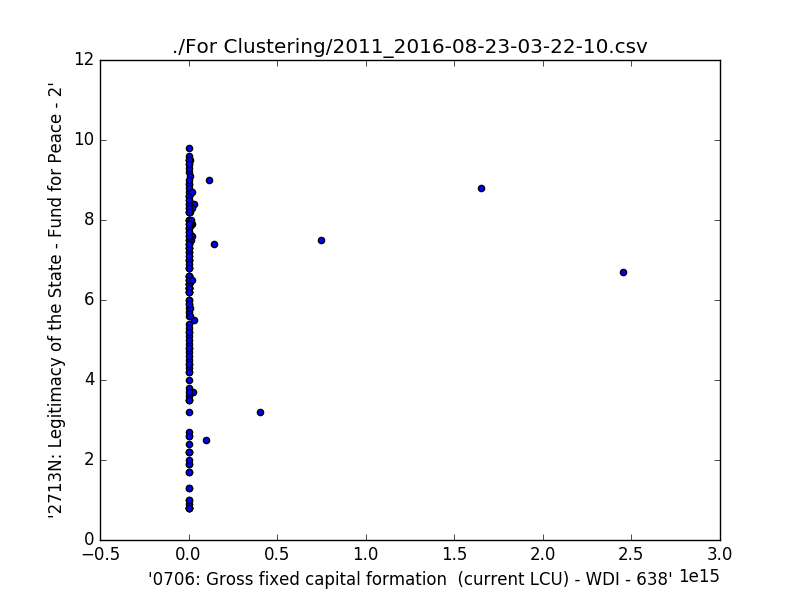 ./For Clustering/2011_2016-08-23-03-22-10.csv
'2713N: Legitimacy of the State - Fund for Peace - 2'
12
10
8
6
4
2
0
−0.5 0.0 0.5 1.0 1.5 2.0 2.5 3.0
1e15
'0706: Gross fixed capital formation  (current LCU) - WDI - 638'